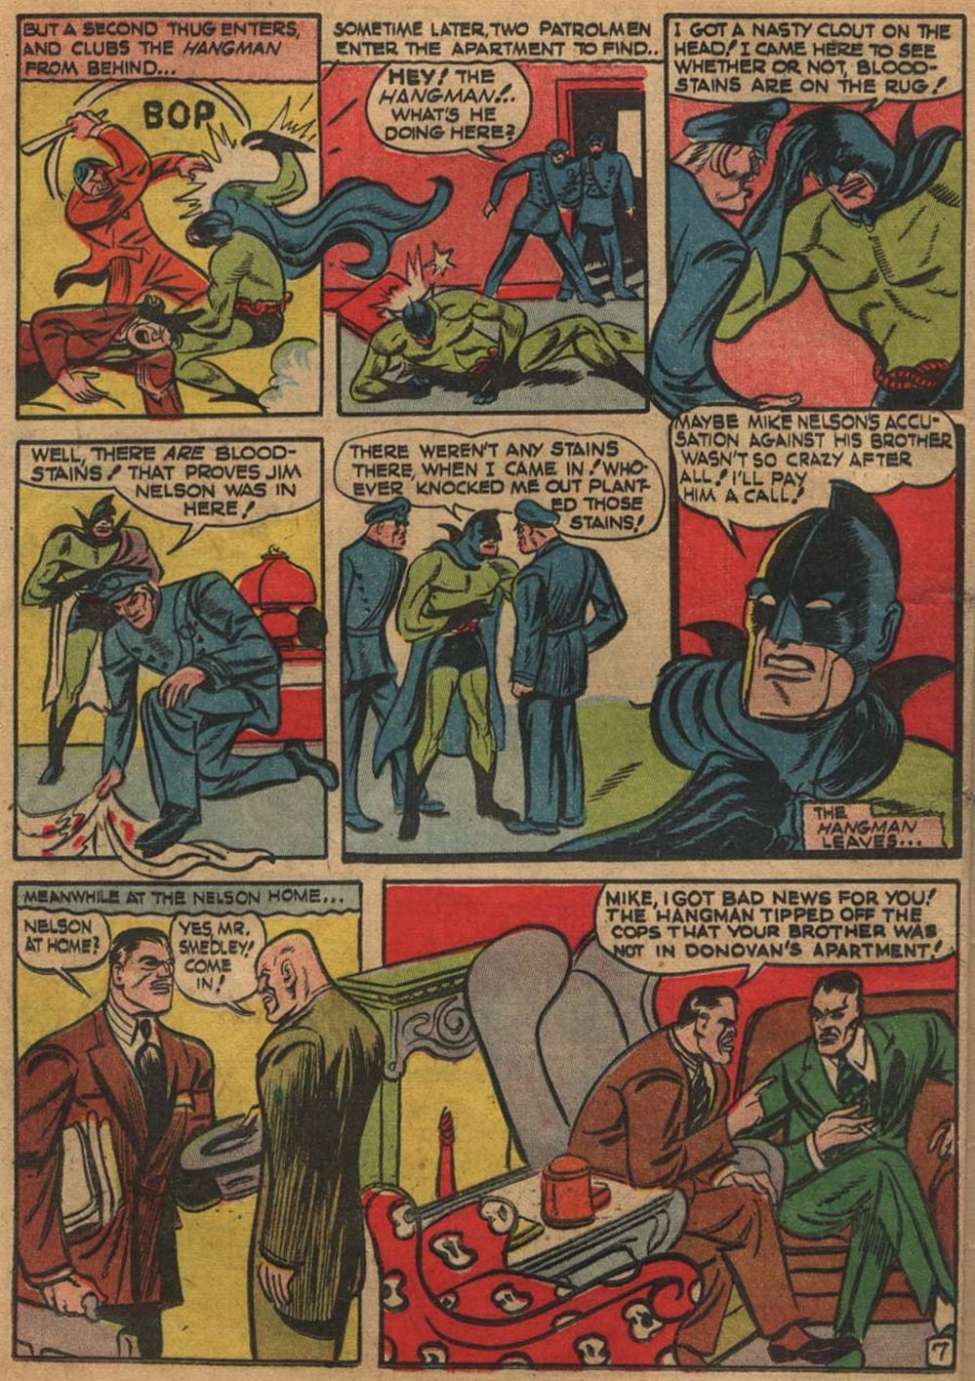 BUT A SECOND THUG ENTERS,
AND CLUBS THE HANGMAN
FROM BEHIND...
BOP
SOMETIME LATER, TWO PATROLMEN
ENTER THE APARTMENT TO FIND..
HEY! THE
HANGMAN!..
WHAT'S HE
DOING HERE?
I GOT A NASTY CLOUT ON THE
HEAD! I CAME HERE TO SEE
WHETHER OR NOT, BLOOD-
STAINS ARE ON THE RUG!
WELL, THERE ARE BLOOD-
STAINS! THAT PROVES JIM
NELSON WAS IN
HERE!
THERE WEREN'T ANY STAINS
THERE, WHEN I CAME IN! WHO-
EVER KNOCKED ME OUT PLANT-
ED THOSE
STAINS!
MAYBE MIKE NELSON'S ACCU-
SATION AGAINST HIS BROTHER
WASN'T SO CRAZY AFTER
ALL! I'LL PAY
HIM A CALL!
THE
HANGMAN
LEAVES...
MEANWHILE AT THE NELSON HOME...
NELSON
AT HOME?
YES, MR.
SMEDLEY!
COME
IN!
MIKE, I GOT BAD NEWS FOR YOU!
THE HANGMAN TIPPED OFF THE
COPS THAT YOUR BROTHER WAS
NOT IN DONOVAN'S APARTMENT!
7